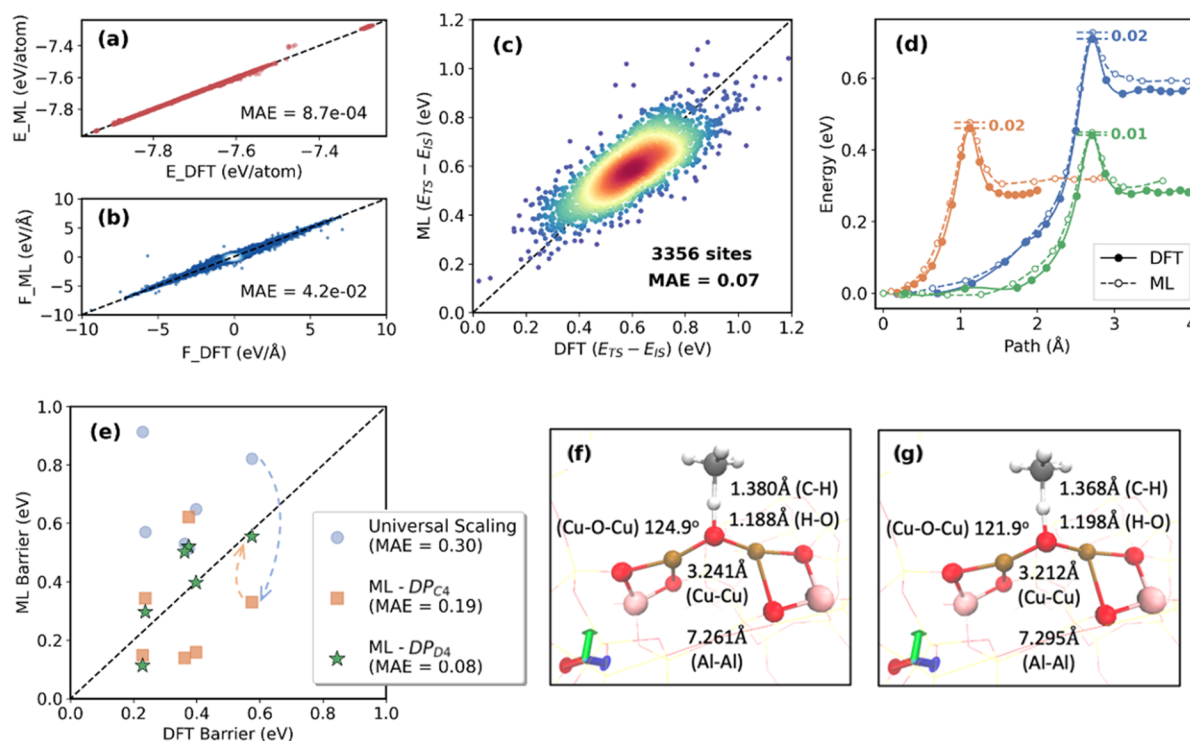 (a)
E_ML (eV/atom)
−7.4
−7.6
−7.8
MAE = 8.7e-04
−7.8
−7.6
−7.4
E_DFT (eV/atom)
(b)
F_ML (eV/Å)
10
5
0
−5
−10
MAE = 4.2e-02
−10
−5
0
5
10
F_DFT (eV/Å)
(c)
ML (E_TS − E_IS) (eV)
1.2
1.0
0.8
0.6
0.4
0.2
0.0
3356 sites
MAE = 0.07
0.0
0.2
0.4
0.6
0.8
1.0
1.2
DFT (E_TS − E_IS) (eV)
(d)
Energy (eV)
0.6
0.4
0.2
0.0
0.02
0.02
0.01
DFT
ML
0
1
2
3
4
Path (Å)
(e)
ML Barrier (eV)
1.0
0.8
0.6
0.4
0.2
0.0
0.0
0.2
0.4
0.6
0.8
1.0
DFT Barrier (eV)
Universal Scaling
(MAE = 0.30)
ML - DP_C4
(MAE = 0.19)
ML - DP_D4
(MAE = 0.08)
(f)
1.380Å (C-H)
(Cu-O-Cu) 124.9°
1.188Å (H-O)
3.241Å
(Cu-Cu)
7.261Å
(Al-Al)
(g)
1.368Å (C-H)
(Cu-O-Cu) 121.9°
1.198Å (H-O)
3.212Å
(Cu-Cu)
7.295Å
(Al-Al)